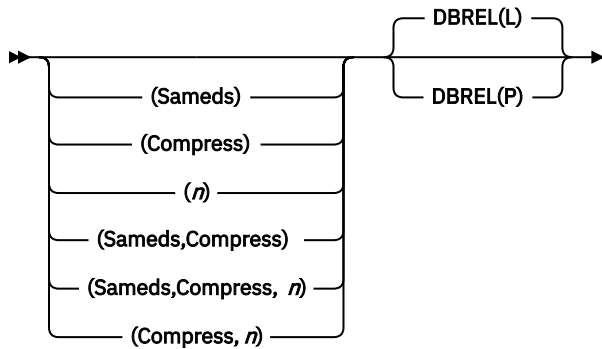 DBREL(L)
(Sameds)
DBREL(P)
(Compress)
(n)
(Sameds,Compress)
(Sameds,Compress, n)
(Compress, n)